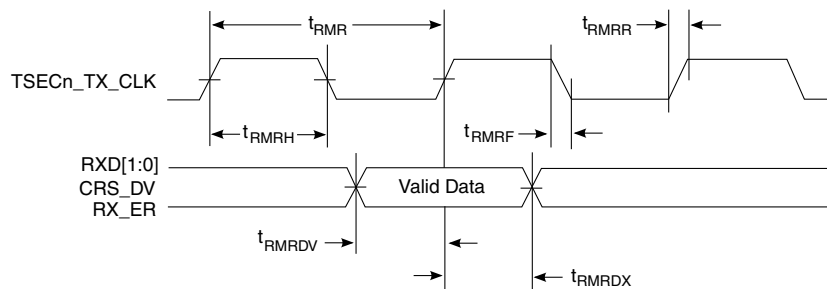 tRMR
tRMRR
TSECn_TX_CLK
tRMRH
tRMRF
RXD[1:0]
CRS_DV
RX_ER
Valid Data
tRMRDV
tRMRDX